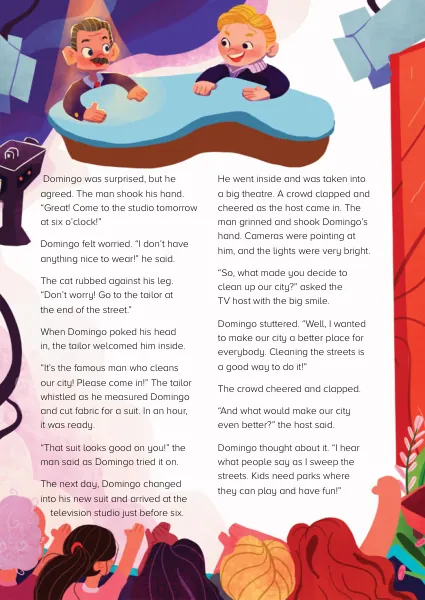 Domingo was surprised, but he
agreed. The man shook his hand.
“Great! Come to the studio tomorrow
at six o’clock!”
Domingo felt worried. “I don’t have
anything nice to wear!” he said.
The cat rubbed against his leg.
“Don’t worry! Go to the tailor at
the end of the street.”
When Domingo poked his head
in, the tailor welcomed him inside.
“It’s the famous man who cleans
our city! Please come in!” The tailor
whistled as he measured Domingo
and cut fabric for a suit. In an hour,
it was ready.
“That suit looks good on you!” the
man said as Domingo tried it on.
The next day, Domingo changed
into his new suit and arrived at the
television studio just before six.
He went inside and was taken into
a big theatre. A crowd clapped and
cheered as the host came in. The
man grinned and shook Domingo’s
hand. Cameras were pointing at
him, and the lights were very bright.
“So, what made you decide to
clean up our city?” asked the
TV host with the big smile.
Domingo stuttered. “Well, I wanted
to make our city a better place for
everybody. Cleaning the streets is
a good way to do it!”
The crowd cheered and clapped.
“And what would make our city
even better?” the host said.
Domingo thought about it. “I hear
what people say as I sweep the
streets. Kids need parks where
they can play and have fun!”